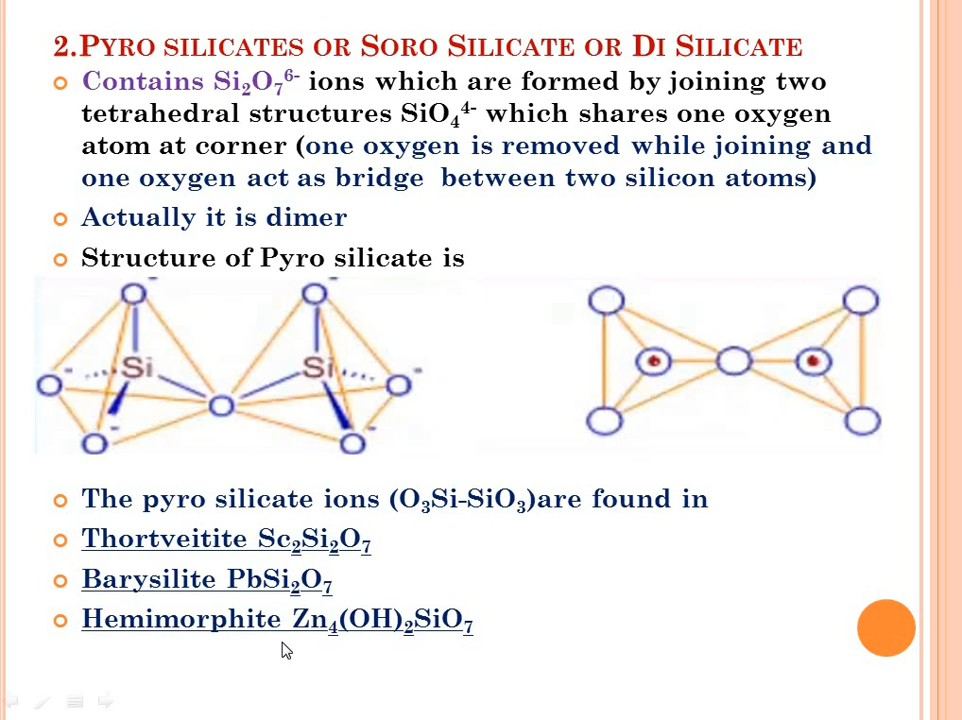 2.PYRO SILICATES OR SORO SILICATE OR DI SILICATE
Contains Si₂O₇⁶⁻ ions which are formed by joining two
tetrahedral structures SiO₄⁴⁻ which shares one oxygen
atom at corner (one oxygen is removed while joining and
one oxygen act as bridge between two silicon atoms)
Actually it is dimer
Structure of Pyro silicate is
Si Si
The pyro silicate ions (O₃Si-SiO₃)are found in
Thortveitite Sc₂Si₂O₇
Barysilite PbSi₂O₇
Hemimorphite Zn₄(OH)₂SiO₇